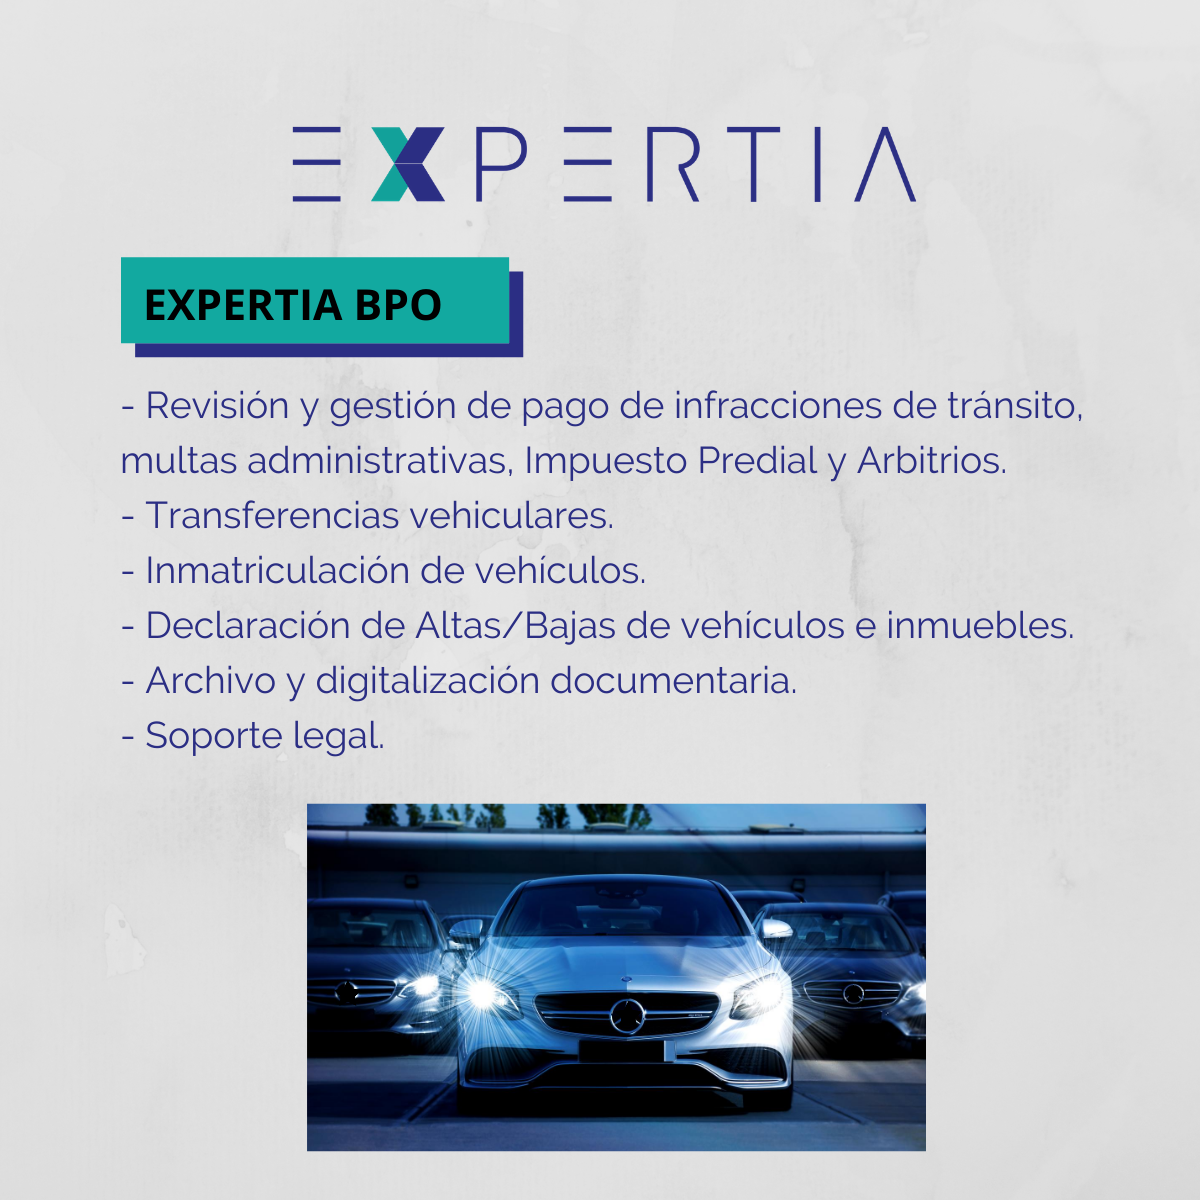 EXPERTIA
EXPERTIA BPO
- Revisión y gestión de pago de infracciones de tránsito,
multas administrativas, Impuesto Predial y Arbitrios.
- Transferencias vehiculares.
- Inmatriculación de vehículos.
- Declaración de Altas/Bajas de vehículos e inmuebles.
- Archivo y digitalización documentaria.
- Soporte legal.